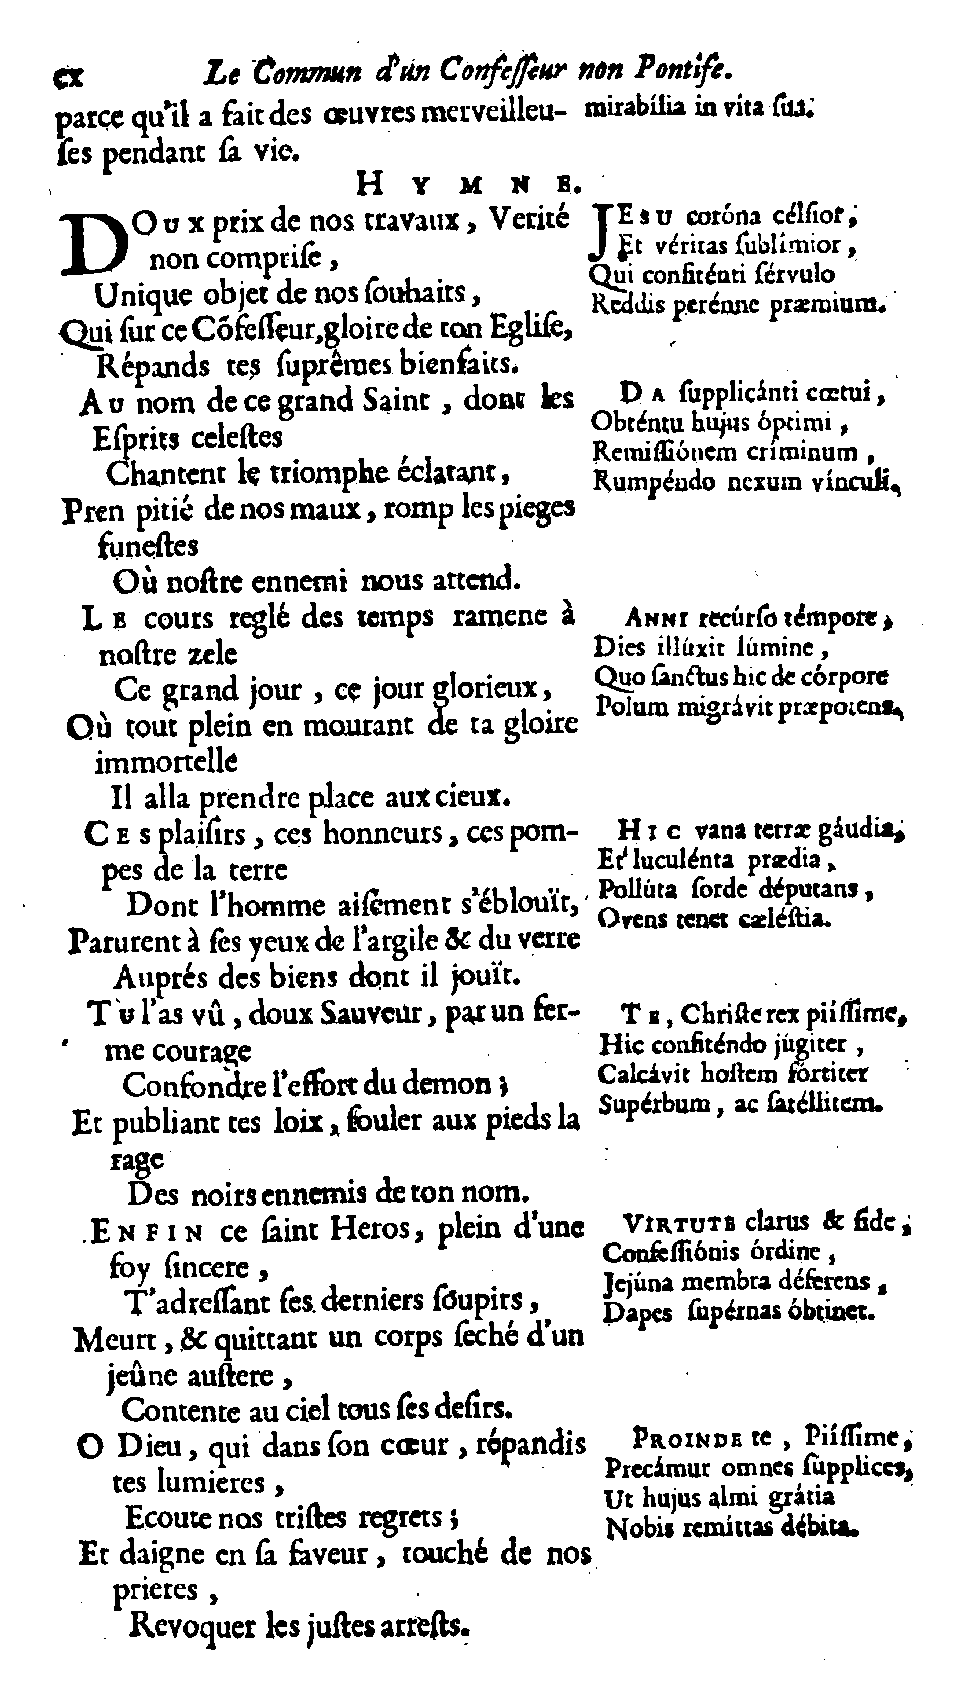 cx Le Commun d'un Confeſſeur non Pontife.
parce qu'il a fait des œuvres merveilleu-
ſes pendant ſa vie.
mirabília in vita ſua.
HYMNE.
DOUX prix de nos travaux, Verité
non compriſe,
Unique objet de nos ſouhaits,
Qui ſur ce Cõfeſſeur, gloire de ton Egliſe,
Répands tes ſuprêmes bienfaits.
AU nom de ce grand Saint, dont les
Eſprits celeſtes
Chantent le triomphe éclatant,
Pren pitié de nos maux, romp les pieges
funeſtes
Où noſtre ennemi nous attend.
LE cours reglé des temps ramene à
noſtre zele
Ce grand jour, ce jour glorieux,
Où tout plein en mourant de ta gloire
immortelle
Il alla prendre place aux cieux.
CES plaiſirs, ces honneurs, ces pom-
pes de la terre
Dont l'homme aiſément s'éblouït,
Parurent à ſes yeux de l'argile & du verre
Auprés des biens dont il jouït.
TU l'as vû, doux Sauveur, par un fer-
me courage
Confondre l'effort du demon;
Et publiant tes loix, fouler aux pieds la
rage
Des noirs ennemis de ton nom.
ENFIN ce ſaint Heros, plein d'une
foy ſincere,
T'adreſſant ſes derniers ſoupirs,
Meurt, & quittant un corps ſeché d'un
jeûne auſtere,
Contente au ciel tous ſes deſirs.
O Dieu, qui dans ſon cœur, répandis
tes lumieres,
Ecoute nos triſtes regrets;
Et daigne en ſa faveur, touché de nos
prieres,
Revoquer les juſtes arreſts.
JESU coróna célſior,
Et véritas ſublímior,
Qui confiténti ſérvulo
Reddis perénne præmium.
DA ſupplicánti cœtui,
Obténtu hujus óptimi,
Remiſſiónem críminum,
Rumpéndo nexum vínculi.
ANNI recúrſo témpore,
Dies illúxit lúmine,
Quo ſanctus hic de córpore
Polum migrávit præpotens.
HIC vana terræ gáudia,
Et luculénta prædia,
Pollúta ſorde députans,
Ovens tenet cæléſtia.
TE, Chriſte rex piíſſime,
Hic confiténdo júgiter,
Calcávit hoſtem fórtiter
Supérbum, ac ſatéllitem.
VIRTUTE clarus & fide,
Confeſſiónis órdine,
Jejúna membra déferens,
Dapes ſupérnas óbtinet.
PROINDE te, Piíſſime,
Precámur omnes ſúpplices,
Ut hujus almi grátia
Nobis remíttas débita.